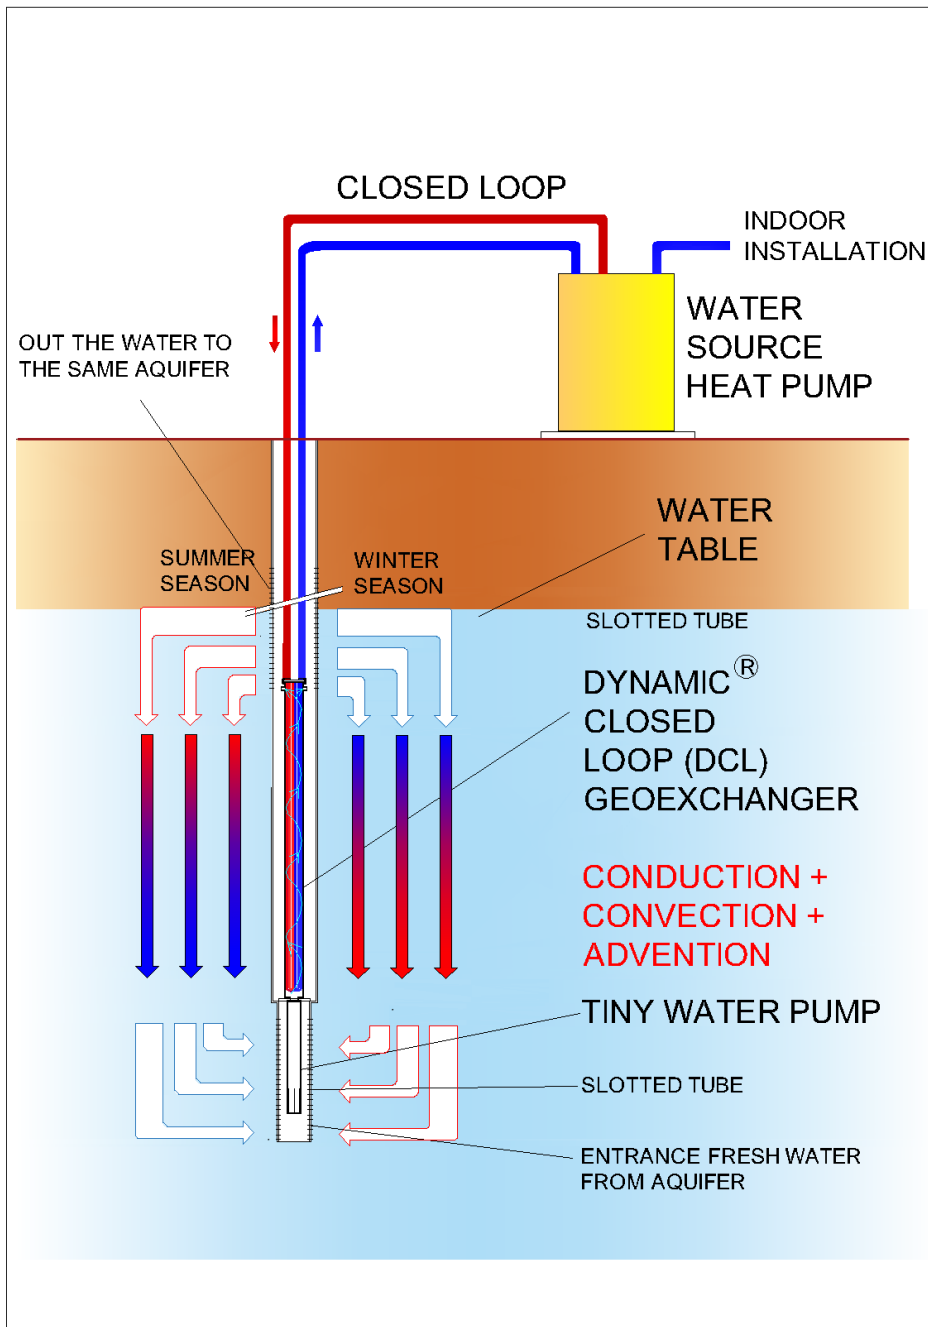 CLOSED LOOP
INDOOR
INSTALLATION
WATER
SOURCE
HEAT PUMP
OUT THE WATER TO
THE SAME AQUIFER
WATER
TABLE
SUMMER
SEASON
WINTER
SEASON
SLOTTED TUBE
DYNAMIC®
CLOSED
LOOP (DCL)
GEOEXCHANGER
CONDUCTION +
CONVECTION +
ADVENTION
TINY WATER PUMP
SLOTTED TUBE
ENTRANCE FRESH WATER
FROM AQUIFER